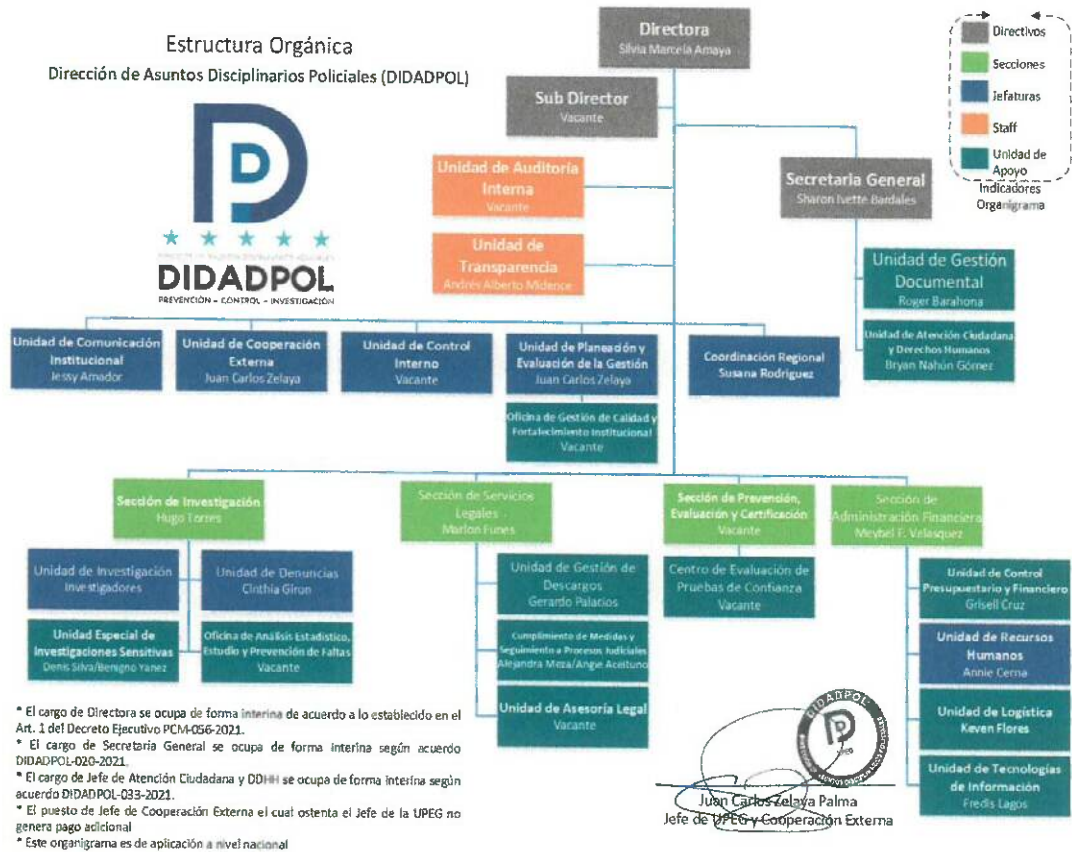 Estructura Orgánica
Dirección de Asuntos Disciplinarios Policiales (DIDADPOL)
DIDADPOL
PREVENCIÓN - CONTROL - INVESTIGACIÓN
Directora
Silvia Marcela Amaya
Sub Director
Vacante
Unidad de Auditoría
Interna
Vacante
Unidad de
Transparencia
Andrés Alberto Midence
Secretaria General
Sharon Ivette Bardales
Directivos
Secciones
Jefaturas
Staff
Unidad de
Apoyo
Indicadores
Organigrama
Unidad de Gestión
Documental
Roger Barahona
Unidad de Atención Ciudadana
y Derechos Humanos
Bryan Nahún Gómez
Unidad de Comunicación
Institucional
Jessy Amador
Unidad de Cooperación
Externa
Juan Carlos Zelaya
Unidad de Control
Interno
Vacante
Unidad de Planeación y
Evaluación de la Gestión
Juan Carlos Zelaya
Coordinación Regional
Susana Rodriguez
Oficina de Gestión de Calidad y
Fortalecimiento Institucional
Vacante
Sección de Investigación
Hugo Torres
Unidad de Investigación
Investigadores
Unidad de Denuncias
Cinthia Giron
Unidad Especial de
Investigaciones Sensitivas
Denis Silva/Benigno Yanez
Oficina de Análisis Estadístico,
Estudio y Prevención de Faltas
Vacante
Sección de Servicios
Legales
Marlon Funes
Unidad de Gestión de
Descargos
Gerardo Palacios
Cumplimiento de Medidas y
Seguimiento a Procesos Judiciales
Alejandra Meza/Angie Aceituno
Unidad de Asesoría Legal
Vacante
Sección de Prevención,
Evaluación y Certificación
Vacante
Centro de Evaluación de
Pruebas de Confianza
Vacante
Sección de
Administración Financiera
Meybel F. Velasquez
Unidad de Control
Presupuestario y Financiero
Grisell Cruz
Unidad de Recursos
Humanos
Annie Cerna
Unidad de Logística
Keven Flores
Unidad de Tecnologías
de Información
Fredis Lagos
* El cargo de Directora se ocupa de forma interina de acuerdo a lo establecido en el
Art. 1 del Decreto Ejecutivo PCM-056-2021.
* El cargo de Secretaria General se ocupa de forma interina según acuerdo
DIDADPOL-020-2021.
* El cargo de Jefe de Atención Ciudadana y DDHH se ocupa de forma interina según
acuerdo DIDADPOL-033-2021.
* El puesto de Jefe de Cooperación Externa el cual ostenta el Jefe de la UPEG no
genera pago adicional
* Este organigrama es de aplicación a nivel nacional
DIDADPOL
UPEG
Juan Carlos Zelaya Palma
Jefe de UPEG y Cooperación Externa